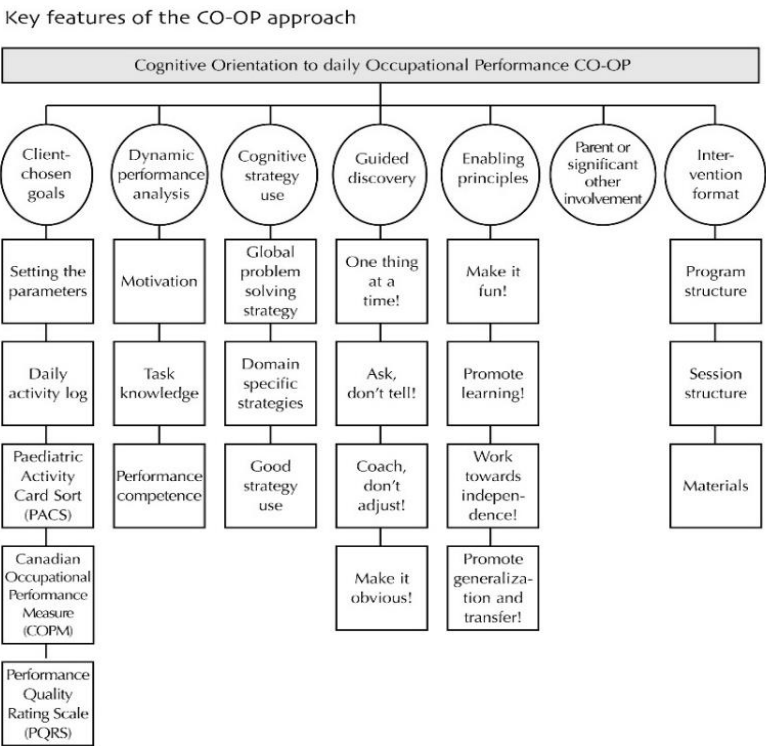 Key features of the CO-OP approach
Cognitive Orientation to daily Occupational Performance CO-OP
Client-
chosen
goals
Setting the
parameters
Daily
activity log
Paediatric
Activity
Card Sort
(PACS)
Canadian
Occupational
Performance
Measure
(COPM)
Performance
Quality
Rating Scale
(PQRS)
Dynamic
performance
analysis
Motivation
Task
knowledge
Performance
competence
Cognitive
strategy
use
Global
problem
solving
strategy
Domain
specific
strategies
Good
strategy
use
Guided
discovery
One thing
at a
time!
Ask,
don't tell!
Coach,
don't
adjust!
Make it
obvious!
Enabling
principles
Make it
fun!
Promote
learning!
Work
towards
indepen-
dence!
Promote
generaliza-
tion and
transfer!
Parent or
significant
other
involvement
Inter-
vention
format
Program
structure
Session
structure
Materials